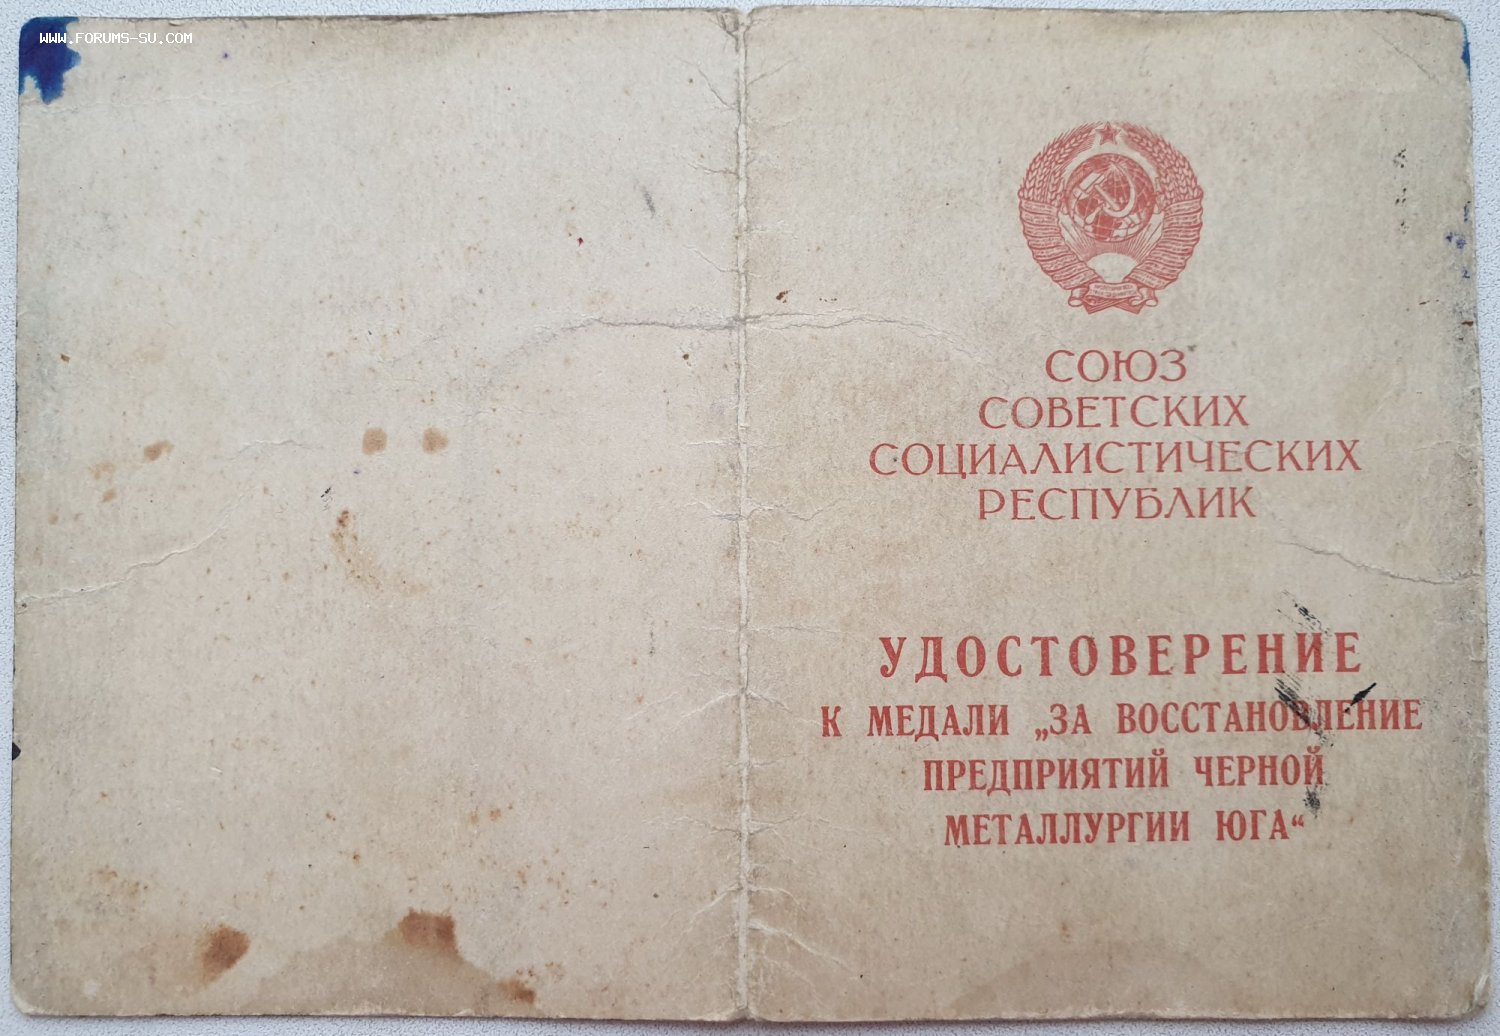 WWW.FORUMS-SU.COM
СОЮЗ
СОВЕТСКИХ
СОЦИАЛИСТИЧЕСКИХ
РЕСПУБЛИК
УДОСТОВЕРЕНИЕ
К МЕДАЛИ „ЗА ВОССТАНОВЛЕНИЕ
ПРЕДПРИЯТИЙ ЧЕРНОЙ
МЕТАЛЛУРГИИ ЮГА“